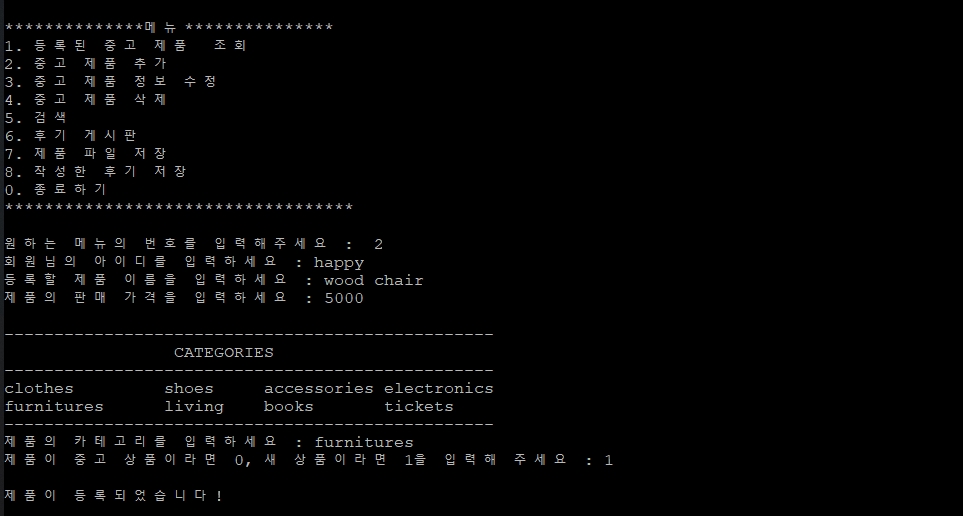 **************메뉴 ***************
1. 등록된 중고 제품  조회
2. 중고 제품 추가
3. 중고 제품 정보 수정
4. 중고 제품 삭제
5. 검색
6. 후기 게시판
7. 제품 파일 저장
8. 작성한 후기 저장
0. 종료하기
***********************************
원하는 메뉴의 번호를 입력해주세요 :  2
회원님의 아이디를 입력하세요 : happy
등록할 제품 이름을 입력하세요 : wood chair
제품의 판매 가격을 입력하세요 : 5000
-------------------------------------------------
CATEGORIES
-------------------------------------------------
clothes         shoes     accessories electronics
furnitures      living    books       tickets
-------------------------------------------------
제품의 카테고리를 입력하세요 : furnitures
제품이 중고 상품이라면 0, 새 상품이라면 1을 입력해 주세요 : 1
제품이 등록되었습니다!